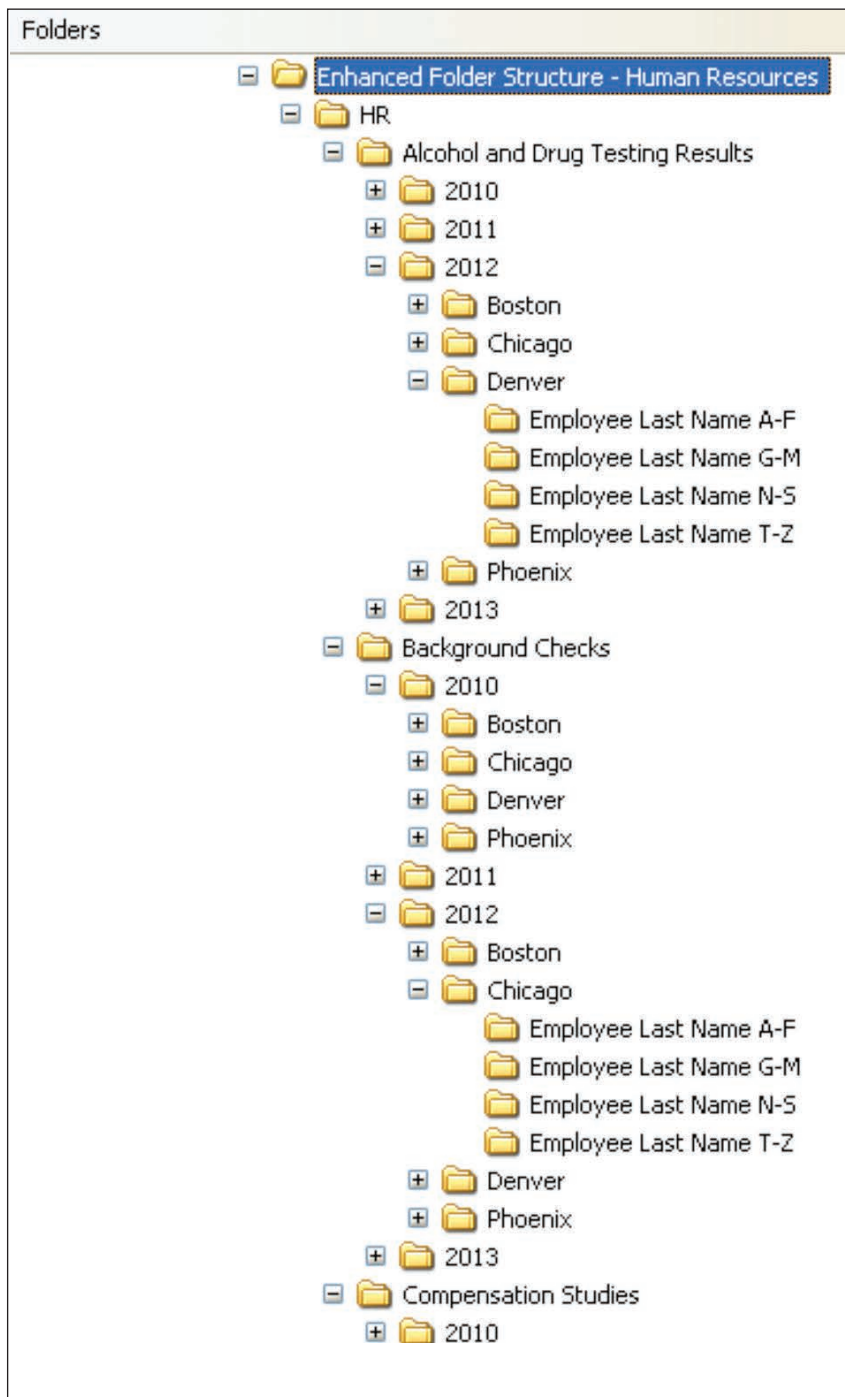 Folders
Enhanced Folder Structure - Human Resources
HR
Alcohol and Drug Testing Results
2010
2011
2012
Boston
Chicago
Denver
Employee Last Name A-F
Employee Last Name G-M
Employee Last Name N-S
Employee Last Name T-Z
Phoenix
2013
Background Checks
2010
Boston
Chicago
Denver
Phoenix
2011
2012
Boston
Chicago
Employee Last Name A-F
Employee Last Name G-M
Employee Last Name N-S
Employee Last Name T-Z
Denver
Phoenix
2013
Compensation Studies
2010